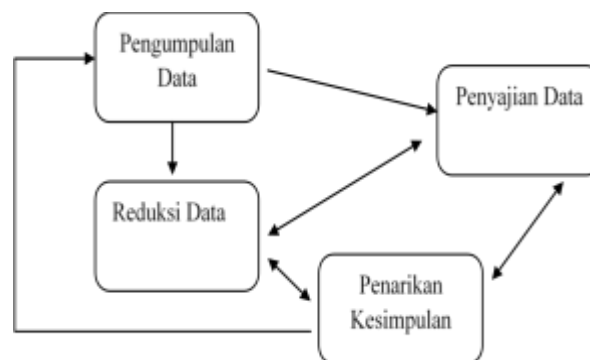 Pengumpulan
Data
Penyajian Data
Reduksi Data
Penarikan
Kesimpulan